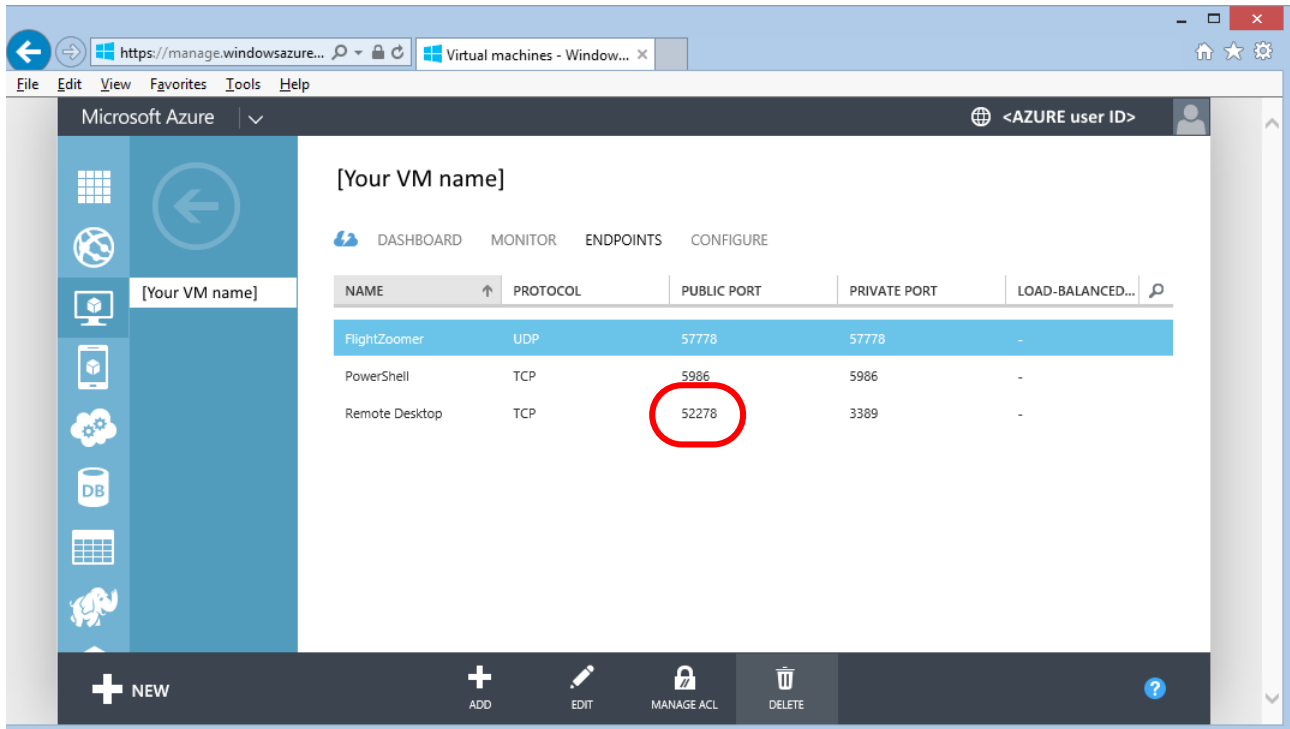 https://manage.windowsazure...
Virtual machines - Window...
File Edit View Favorites Tools Help
Microsoft Azure
<AZURE user ID>
[Your VM name]
DASHBOARD MONITOR ENDPOINTS CONFIGURE
[Your VM name]
NAME PROTOCOL PUBLIC PORT PRIVATE PORT LOAD-BALANCED...
FlightZoomer UDP 57778 57778 -
PowerShell TCP 5986 5986 -
Remote Desktop TCP 52278 3389 -
DB
NEW
ADD EDIT MANAGE ACL DELETE
?